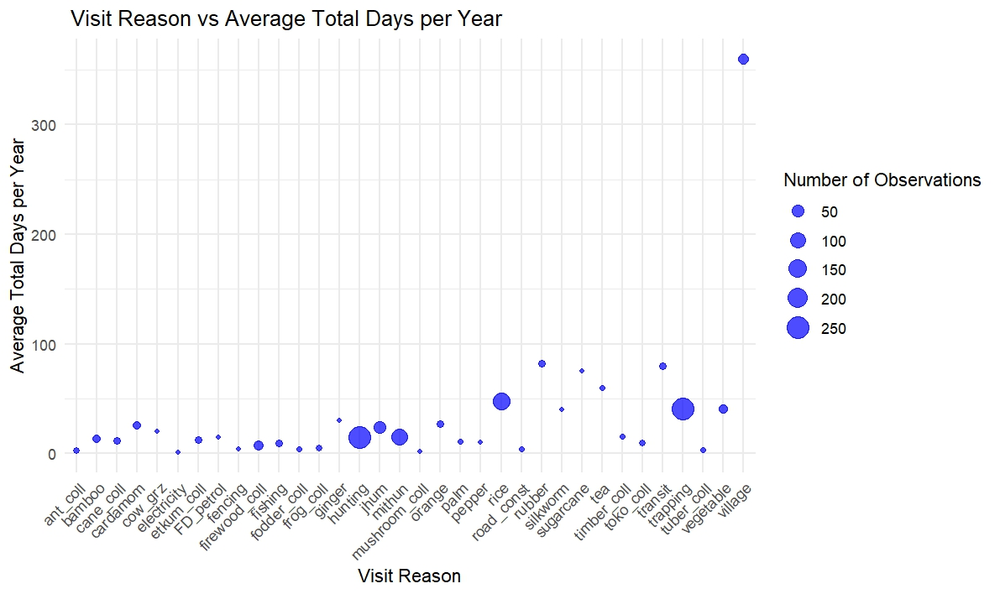 Visit Reason vs Average Total Days per Year
Average Total Days per Year
300
200
100
0
ant_coll
bamboo
cane_coll
cardamom
cow_grz
electricity
etkum_coll
FD_petrol
fencing
firewood_coll
fishing
fodder_coll
frog_coll
ginger
hunting
jhum
mithun
mushroom_coll
orange
palm
pepper
rice
road_const
rubber
silkworm
sugarcane
tea
timber_coll
toko_coll
transit
trapping
tuber_coll
vegetable
village
Visit Reason
Number of Observations
50
100
150
200
250